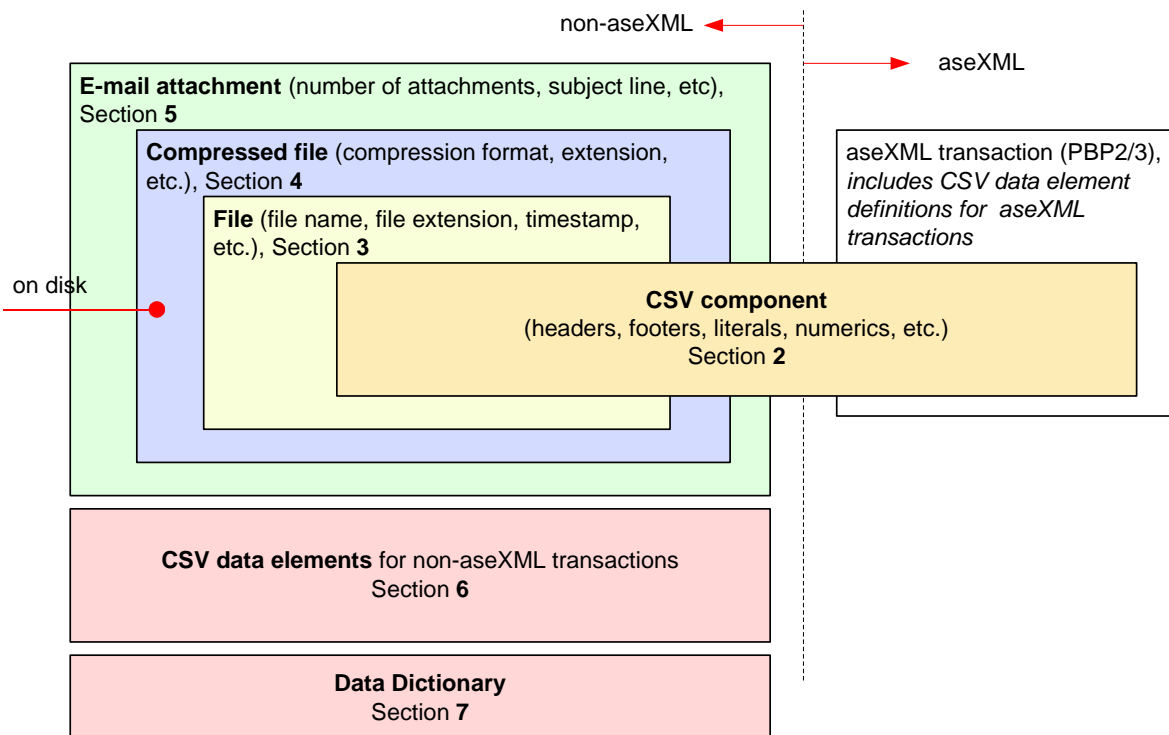 non-aseXML
aseXML
E-mail attachment (number of attachments, subject line, etc),
Section 5
Compressed file (compression format, extension,
etc.), Section 4
File (file name, file extension, timestamp,
etc.), Section 3
aseXML transaction (PBP2/3),
includes CSV data element
definitions for aseXML
transactions
on disk
CSV component
(headers, footers, literals, numerics, etc.)
Section 2
CSV data elements for non-aseXML transactions
Section 6
Data Dictionary
Section 7